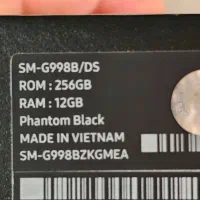 SM-G998B/DS
ROM : 256GB
RAM : 12GB
Phantom Black
MADE IN VIETNAM
SM-G998BZKGMEA